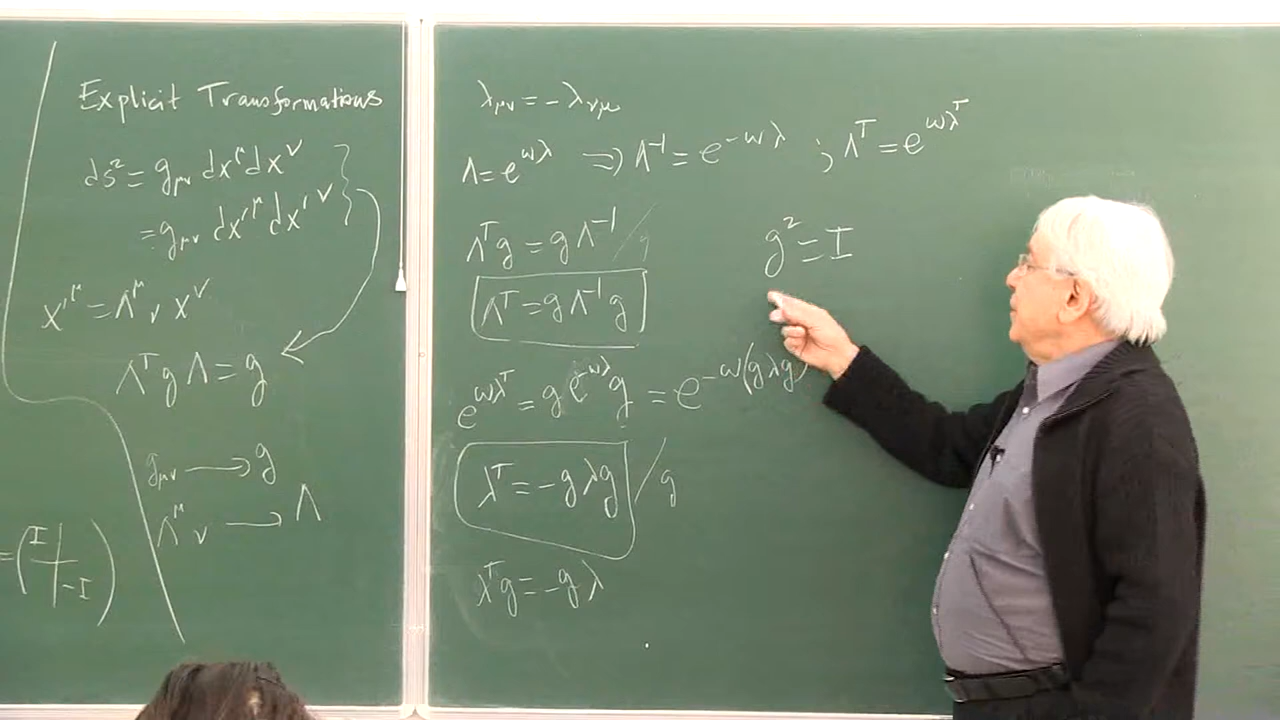 Explicit Transformations
ds² = g_μν dx^μ dx^ν
= g_μν dx'^μ dx'^ν
x'^μ = Λ^μ_ν x^ν
Λ^T g Λ = g
g_μν → g
Λ^μ_ν → Λ
= (I | -I)
λ_μν = -λ_νμ
Λ = e^{ωλ} ⇒ Λ^{-1} = e^{-ωλ} ; Λ^T = e^{ωλ^T}
Λ^T g = g Λ^{-1} / g
g² = I
Λ^T = g Λ^{-1} g
e^{ωλ^T} = g e^{-ωλ} g = e^{-ω(gλg)}
λ^T = -gλg / g
λ^T g = -gλ